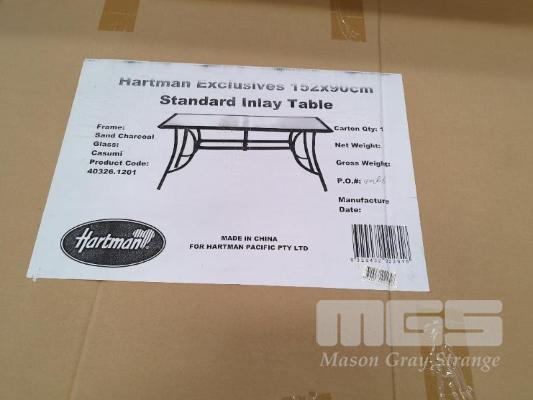 Hartman Exclusives 152x90cm
Standard Inlay Table
Frame:
Sand Charcoal
Glass:
Casumi
Product Code:
40326.1201
Carton Qty: 1
Net Weight:
Gross Weight:
P.O.#:
Manufacture
Date:
Hartman
MADE IN CHINA
FOR HARTMAN PACIFIC PTY LTD
MGS
Mason Gray Strange